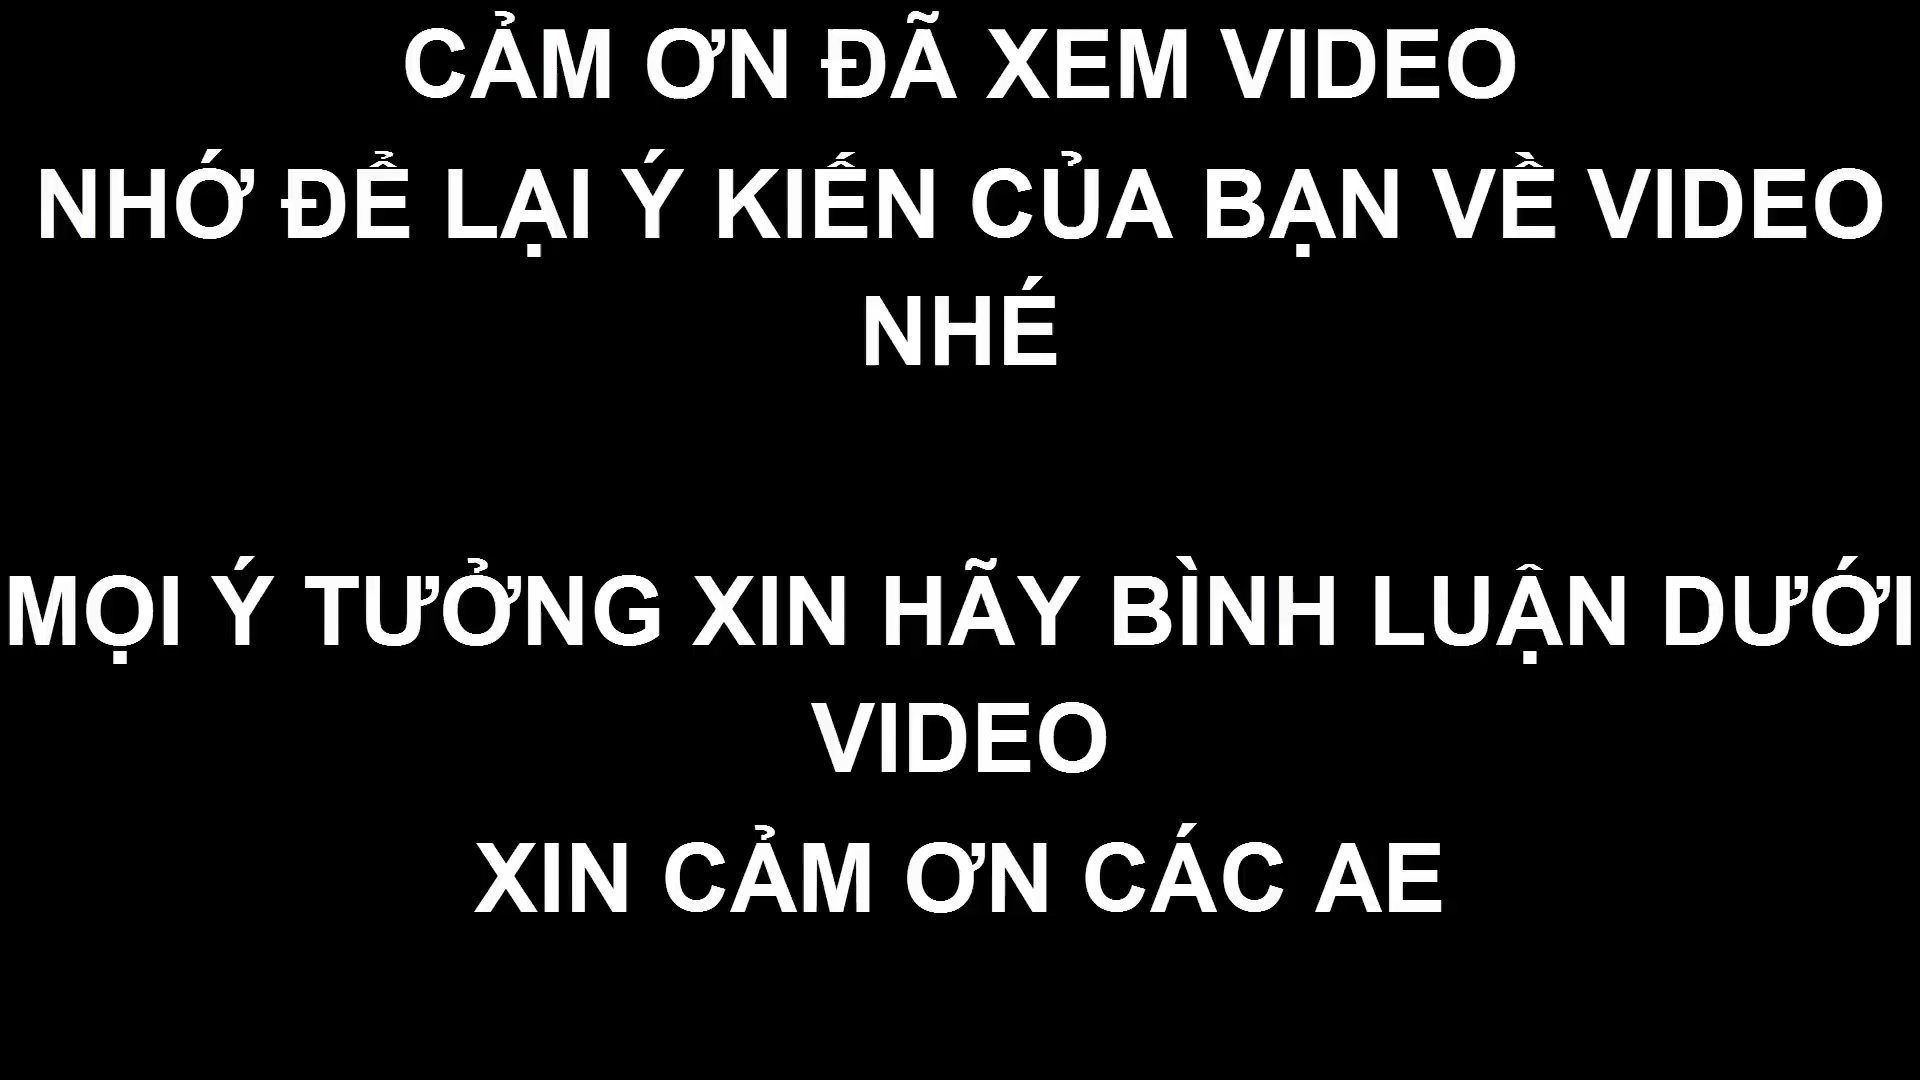 CẢM ƠN ĐÃ XEM VIDEO
NHỚ ĐỂ LẠI Ý KIẾN CỦA BẠN VỀ VIDEO
NHÉ
MỌI Ý TƯỞNG XIN HÃY BÌNH LUẬN DƯỚI
VIDEO
XIN CẢM ƠN CÁC AE